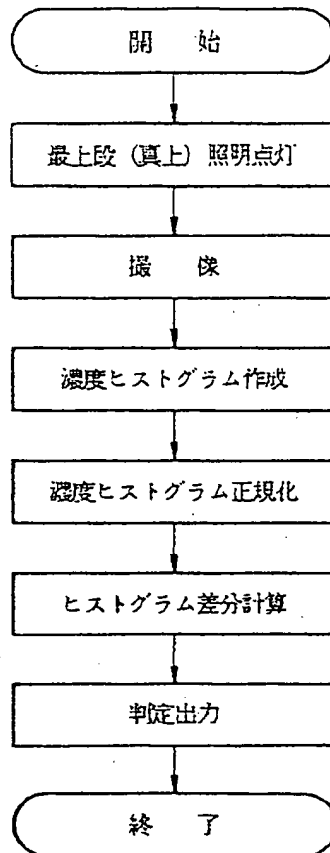 開 始
最上段（真上）照明点灯
撮 像
濃度ヒストグラム作成
濃度ヒストグラム正規化
ヒストグラム差分計算
判定出力
終 了